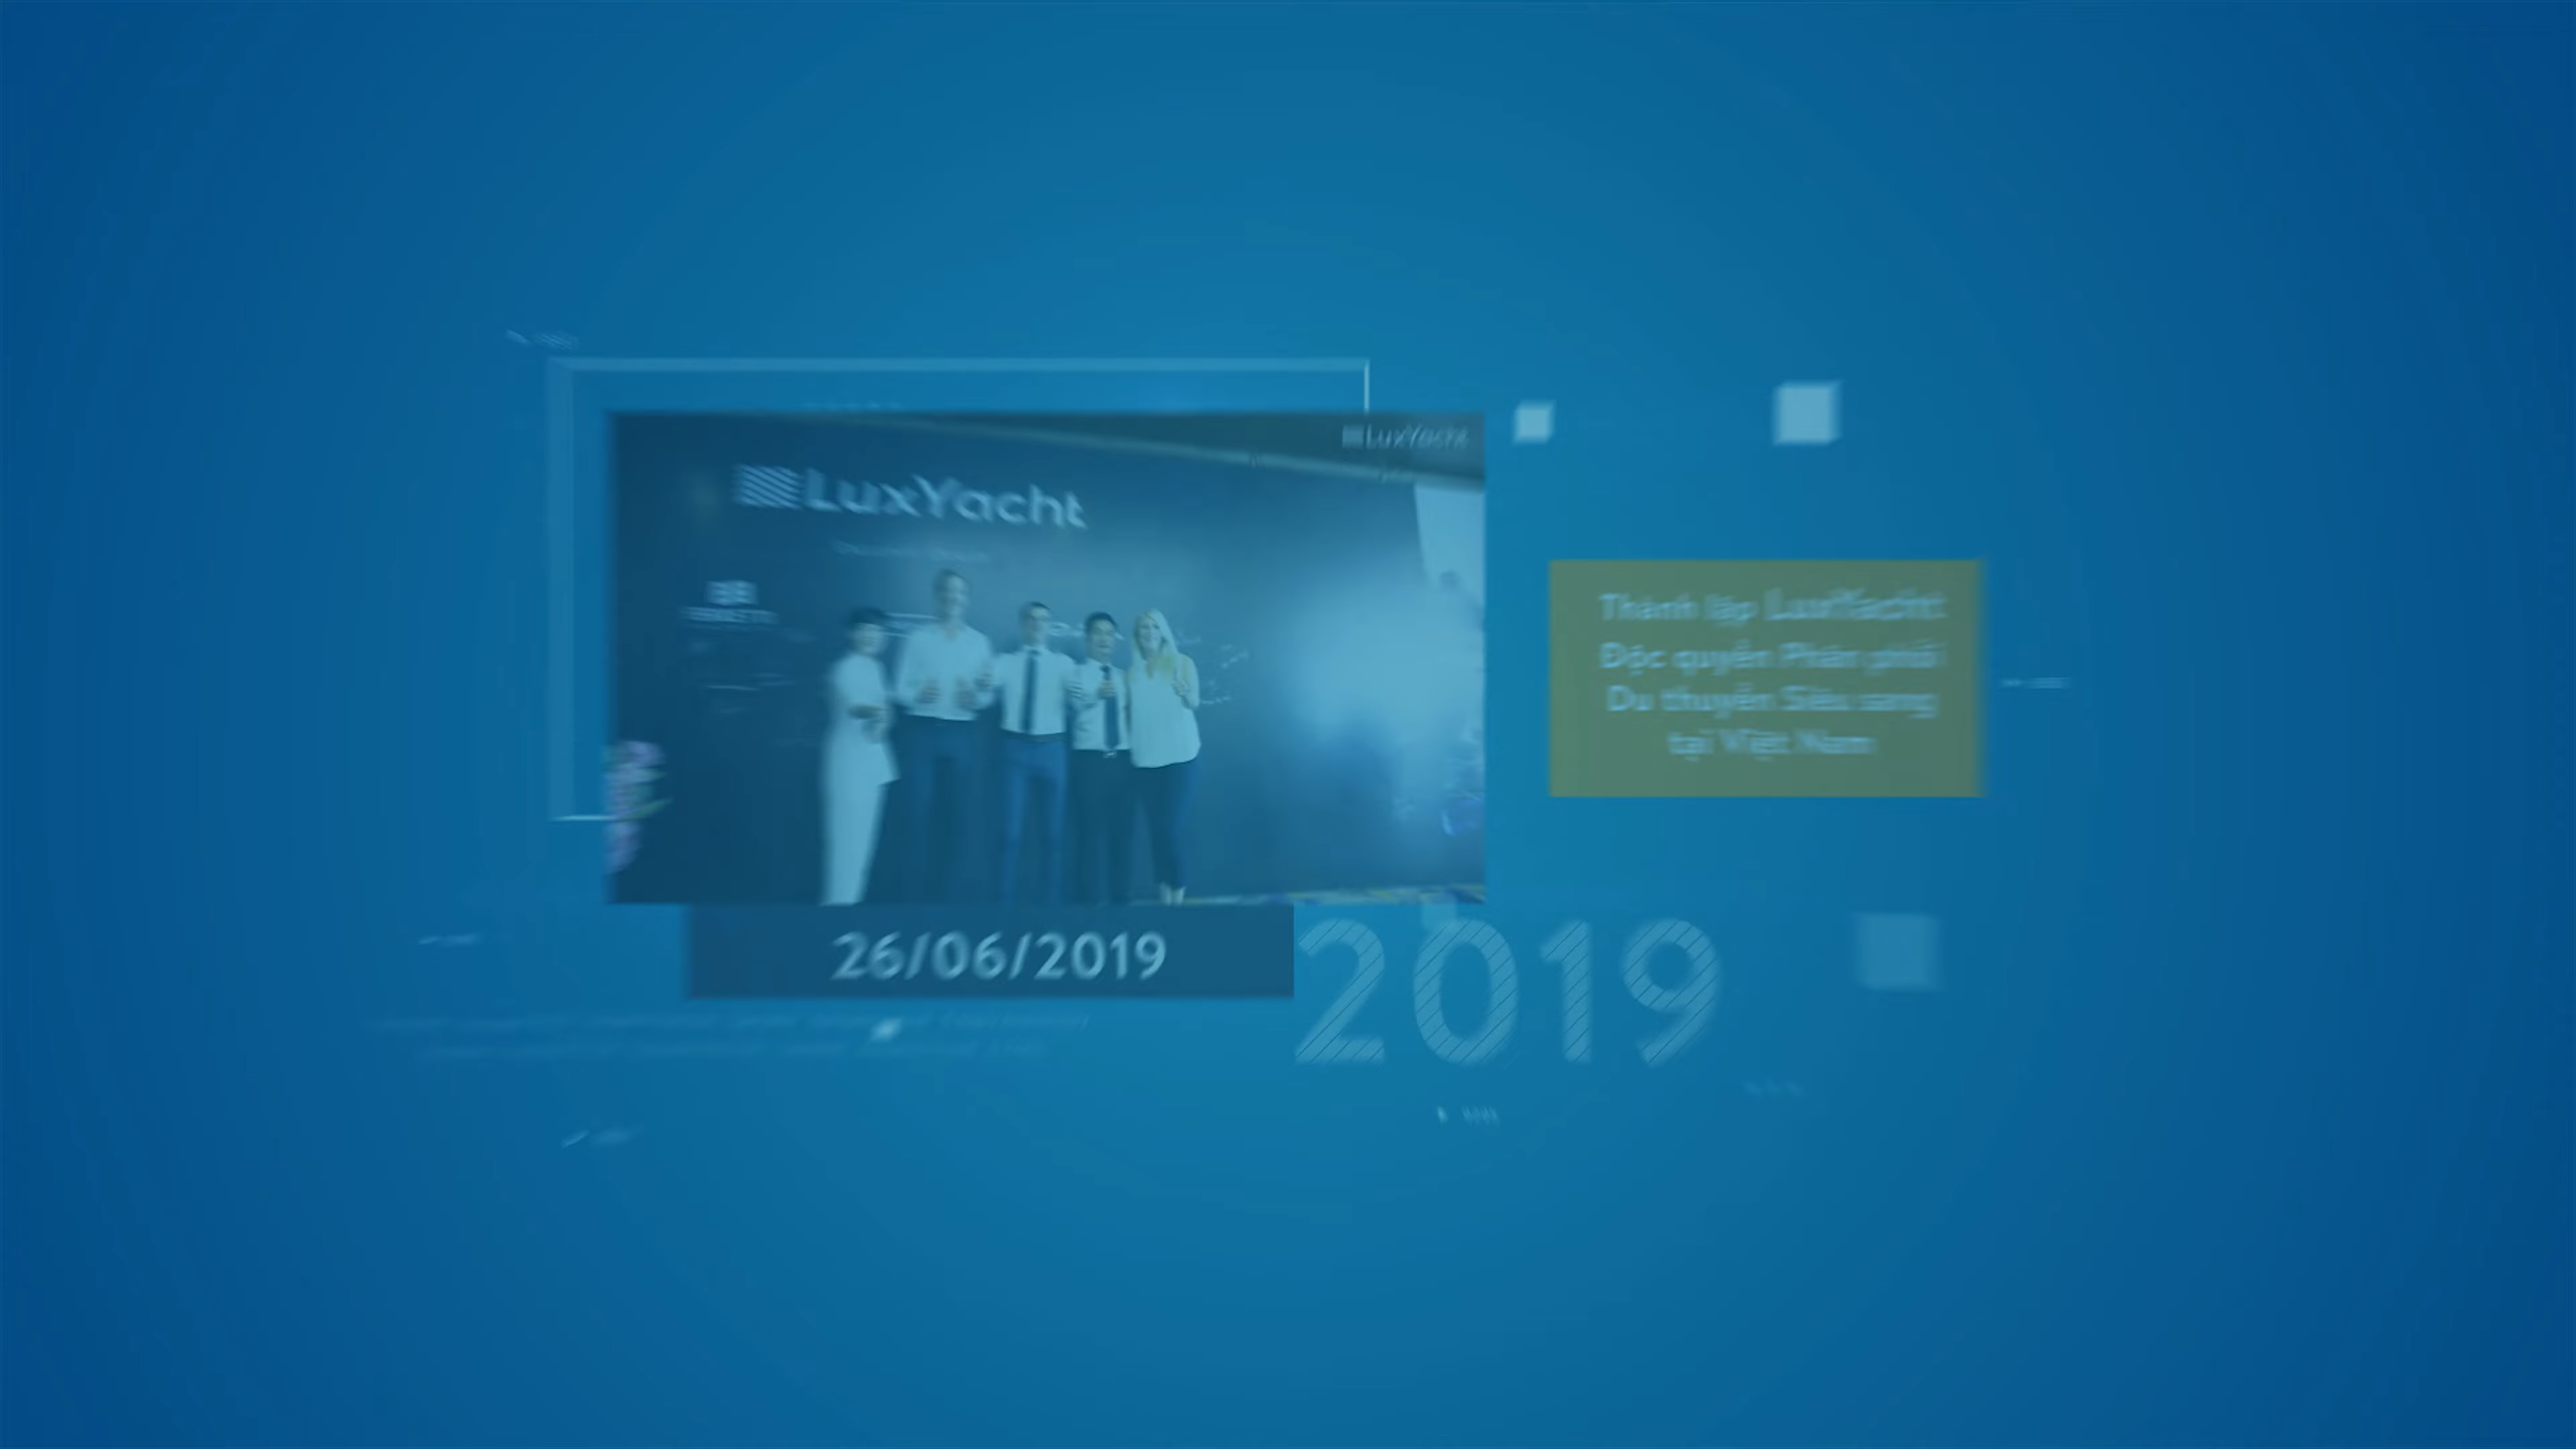 LuxYacht
LuxYacht
Thành lập LuxYacht:
Độc quyền Phân phối
Du thuyền Siêu sang
tại Việt Nam
26/06/2019
2019